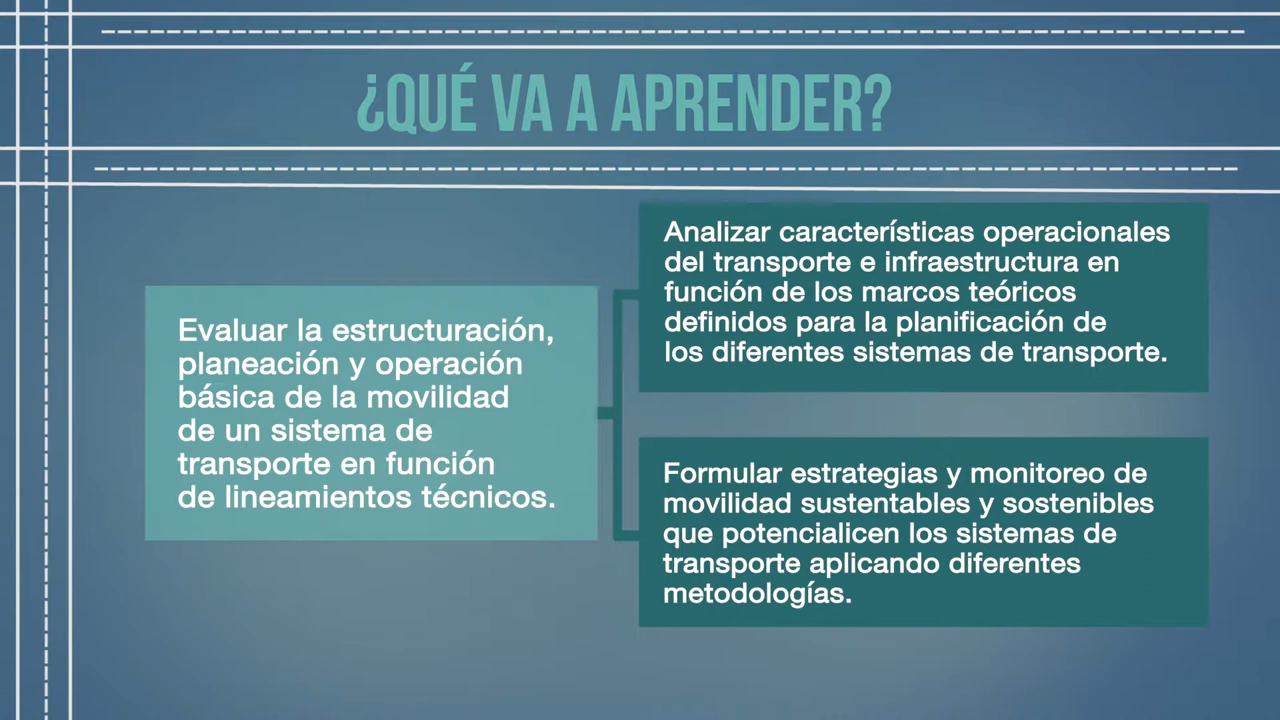 ¿QUÉ VA A APRENDER?
Evaluar la estructuración,
planeación y operación
básica de la movilidad
de un sistema de
transporte en función
de lineamientos técnicos.
Analizar características operacionales
del transporte e infraestructura en
función de los marcos teóricos
definidos para la planificación de
los diferentes sistemas de transporte.
Formular estrategias y monitoreo de
movilidad sustentables y sostenibles
que potencialicen los sistemas de
transporte aplicando diferentes
metodologías.